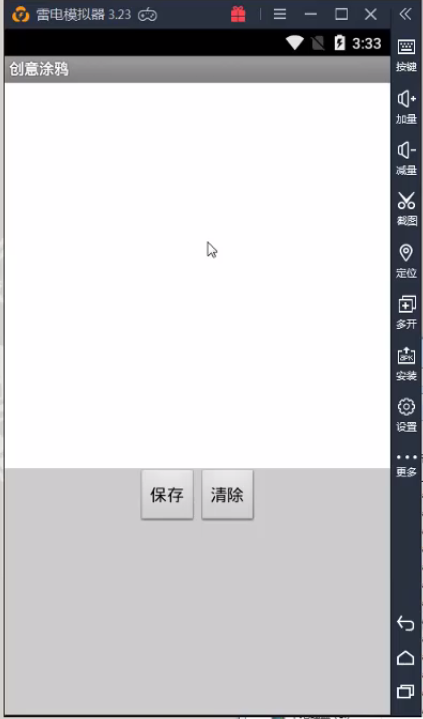 雷电模拟器 3.23
3:33
创意涂鸦
保存
清除
按键
加量
减量
截图
定位
多开
APK
安装
设置
更多